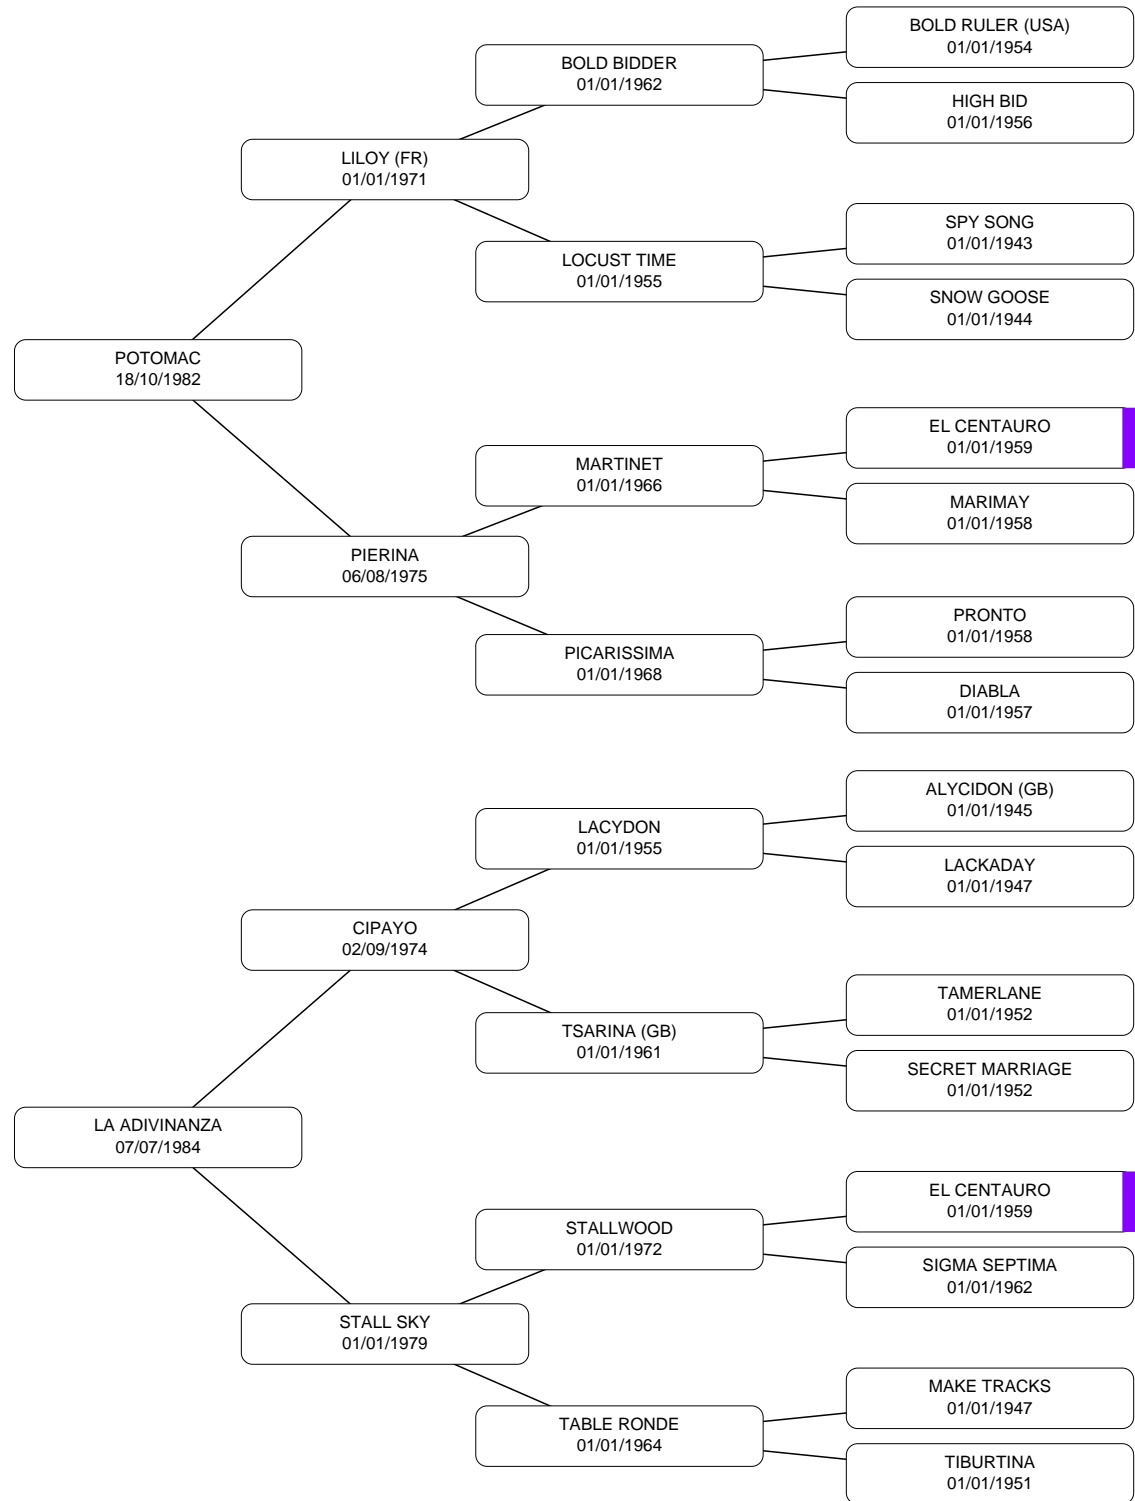 BOLD RULER (USA)
01/01/1954
BOLD BIDDER
01/01/1962
HIGH BID
01/01/1956
LILOY (FR)
01/01/1971
SPY SONG
01/01/1943
LOCUST TIME
01/01/1955
SNOW GOOSE
01/01/1944
POTOMAC
18/10/1982
EL CENTAURO
01/01/1959
MARTINET
01/01/1966
MARIMAY
01/01/1958
PIERINA
06/08/1975
PRONTO
01/01/1958
PICARISSIMA
01/01/1968
DIABLA
01/01/1957
ALYCIDON (GB)
01/01/1945
LACYDON
01/01/1955
LACKADAY
01/01/1947
CIPAYO
02/09/1974
TAMERLANE
01/01/1952
TSARINA (GB)
01/01/1961
SECRET MARRIAGE
01/01/1952
LA ADIVINANZA
07/07/1984
EL CENTAURO
01/01/1959
STALLWOOD
01/01/1972
SIGMA SEPTIMA
01/01/1962
STALL SKY
01/01/1979
MAKE TRACKS
01/01/1947
TABLE RONDE
01/01/1964
TIBURTINA
01/01/1951